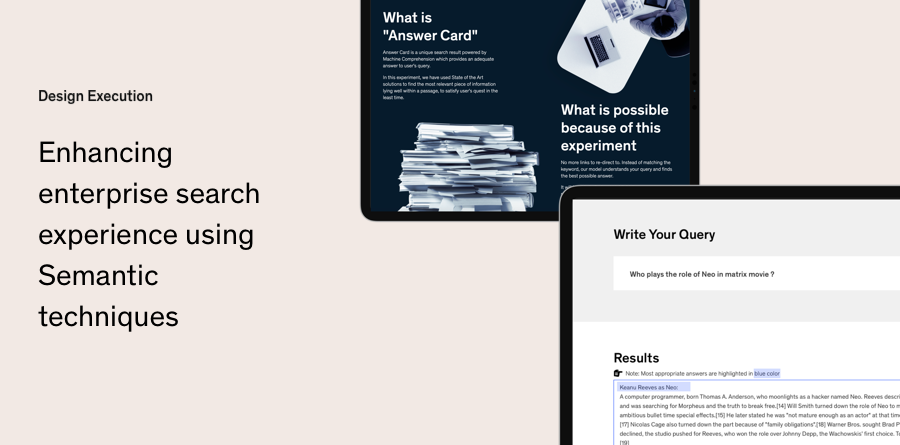 Design Execution
Enhancing
enterprise search
experience using
Semantic
techniques
What is
"Answer Card"
Answer Card is a unique search result powered by
Machine Comprehension which provides an adequate
answer to user's query.
In this experiment, we have used State of the Art
solutions to find the most relevant piece of information
lying well within a passage, to satisfy user's quest in the
least time.
What is possible
because of this
experiment
No more links to re-direct to. Instead of matching the
keyword, our model understands your query and finds
the best possible answer.
Write Your Query
Who plays the role of Neo in matrix movie ?
Results
Note: Most appropriate answers are highlighted in blue color
Keanu Reeves as Neo:
A computer programmer, born Thomas A. Anderson, who moonlights as a hacker named Neo. Reeves descri
and was searching for Morpheus and the truth to break free.[14] Will Smith turned down the role of Neo to m
ambitious bullet time special effects.[15] He later stated he was "not mature enough as an actor" at that time
[17] Nicolas Cage also turned down the part because of "family obligations".[18] Warner Bros. sought Brad P
declined, the studio pushed for Reeves, who won the role over Johnny Depp, the Wachowskis' first choice. To
[19]